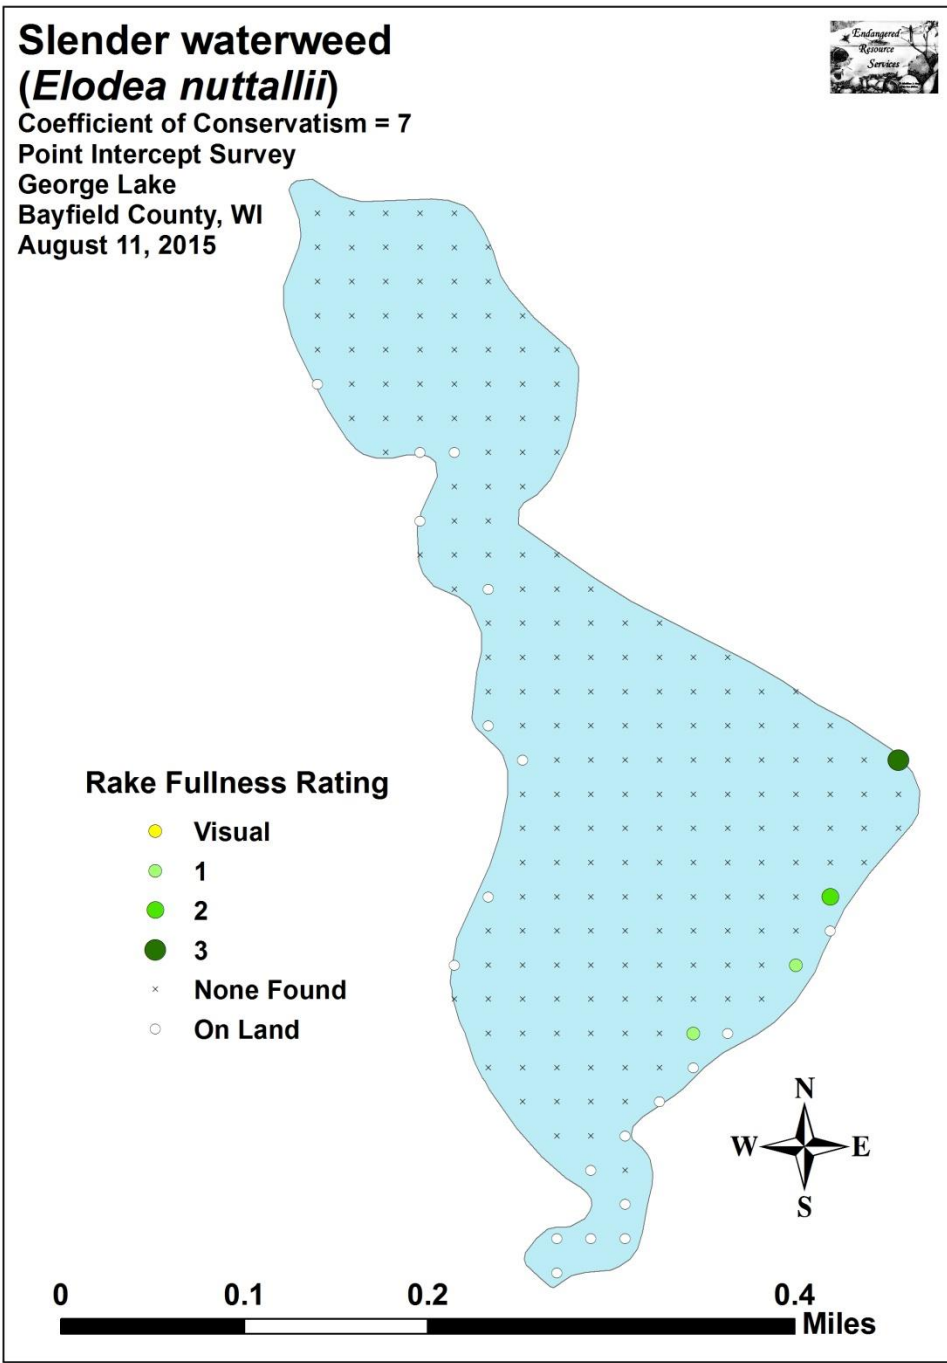 Slender waterweed
(Elodea nuttallii)
Coefficient of Conservatism = 7
Point Intercept Survey
George Lake
Bayfield County, WI
August 11, 2015
Endangered
Resource
Services
Rake Fullness Rating
Visual
1
2
3
None Found
On Land
N
W E
S
0 0.1 0.2 0.4
Miles